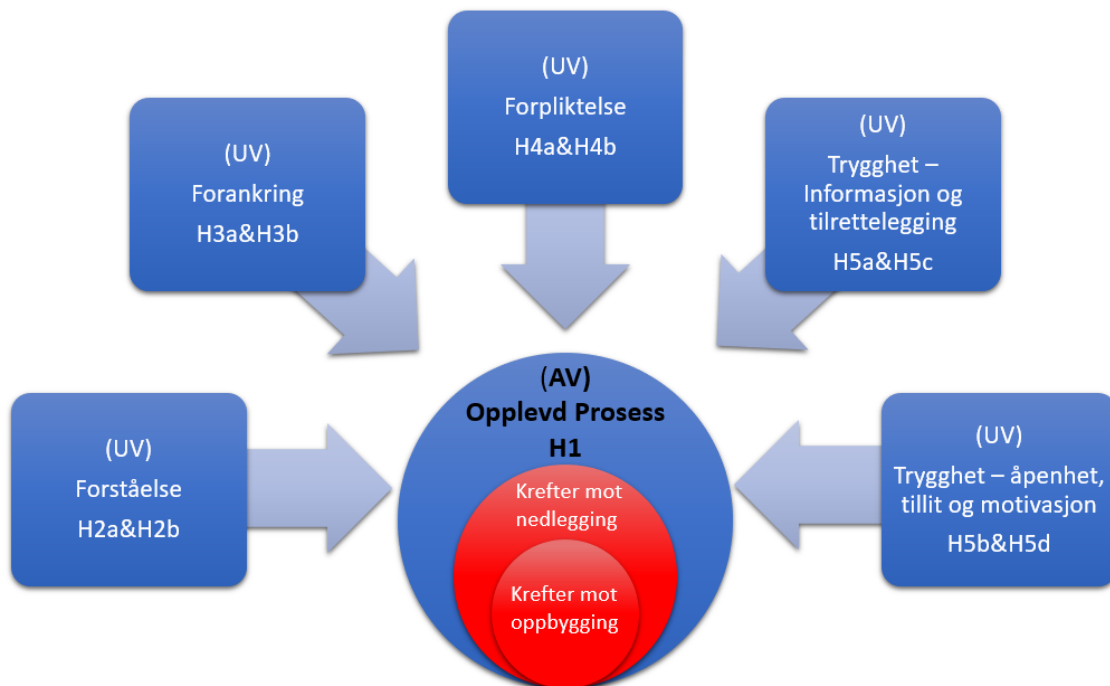 (UV)
Forpliktelse
H4a&H4b
(UV)
Forankring
H3a&H3b
(UV)
Trygghet –
Informasjon og
tilrettelegging
H5a&H5c
(UV)
Forståelse
H2a&H2b
(AV)
Opplevd Prosess
H1
Krefter mot
nedlegging
Krefter mot
oppbygging
(UV)
Trygghet – åpenhet,
tillit og motivasjon
H5b&H5d